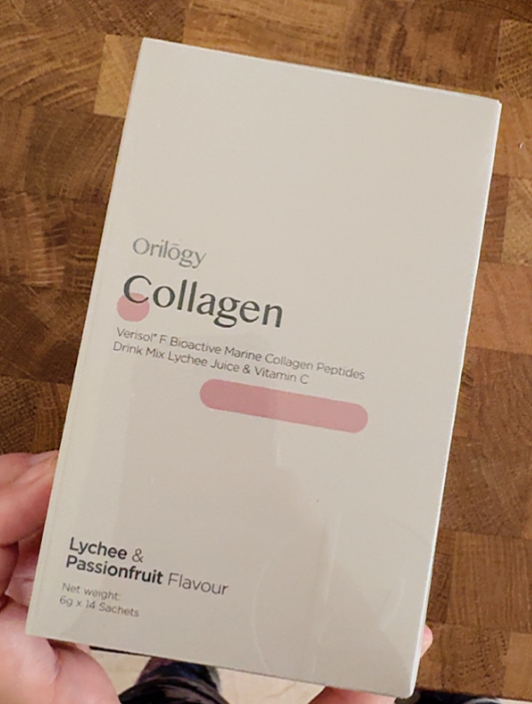 Orilōgy
Collagen
Verisol® F Bioactive Marine Collagen Peptides
Drink Mix Lychee Juice & Vitamin C
Lychee &
Passionfruit Flavour
Net weight:
6g x 14 Sachets